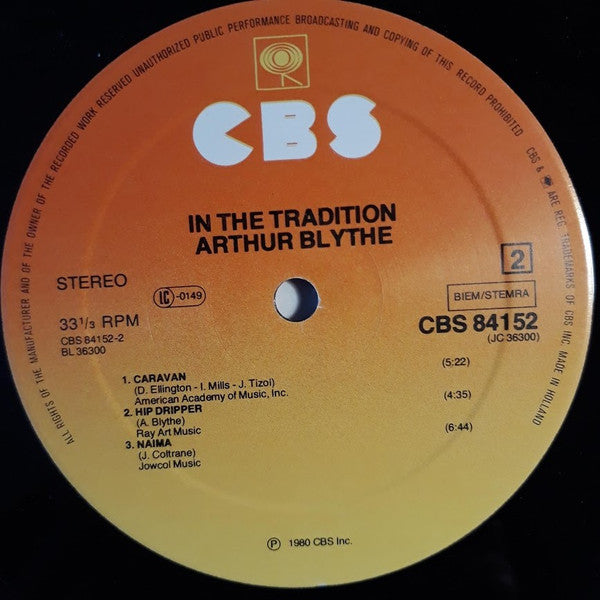 ALL RIGHTS OF THE MANUFACTURER AND OF THE OWNER OF THE RECORDED WORK RESERVED UNAUTHORIZED PUBLIC PERFORMANCE BROADCASTING AND COPYING OF THIS RECORD PROHIBITED
CBS & ARE REG. TRADEMARKS OF CBS INC. MADE IN HOLLAND
CBS
IN THE TRADITION
ARTHUR BLYTHE
2
STEREO
LC -0149
BIEM/STEMRA
33 1/3 RPM
CBS 84152
CBS 84152-2
(JC 36300)
BL 36300
1. CARAVAN (5:22)
(D. Ellington - I. Mills - J. Tizol)
American Academy of Music, Inc.
2. HIP DRIPPER (4:35)
(A. Blythe)
Ray Art Music
3. NAIMA (6:44)
(J. Coltrane)
Jowcol Music
℗ 1980 CBS Inc.